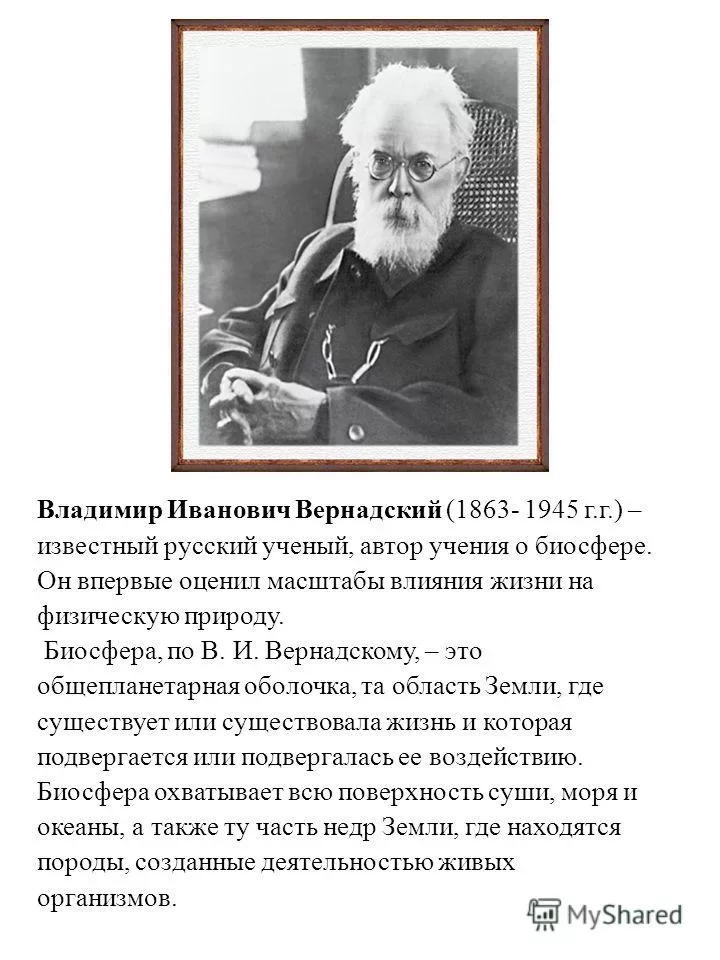 Владимир Иванович Вернадский (1863- 1945 г.г.) –
известный русский ученый, автор учения о биосфере.
Он впервые оценил масштабы влияния жизни на
физическую природу.
Биосфера, по В. И. Вернадскому, – это
общепланетарная оболочка, та область Земли, где
существует или существовала жизнь и которая
подвергается или подвергалась ее воздействию.
Биосфера охватывает всю поверхность суши, моря и
океаны, а также ту часть недр Земли, где находятся
породы, созданные деятельностью живых
организмов.
MyShared